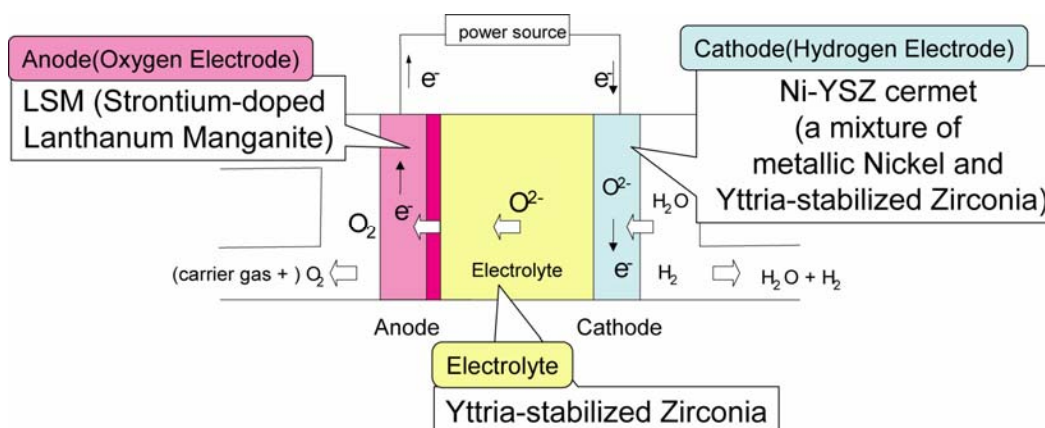 power source
Anode(Oxygen Electrode)
LSM (Strontium-doped
Lanthanum Manganite)
Cathode(Hydrogen Electrode)
Ni-YSZ cermet
(a mixture of
metallic Nickel and
Yttria-stabilized Zirconia)
e⁻
e⁻
O²⁻
O²⁻
H₂O
e⁻
O₂
e⁻
H₂
(carrier gas + ) O₂
Electrolyte
H₂O + H₂
Anode
Cathode
Electrolyte
Yttria-stabilized Zirconia